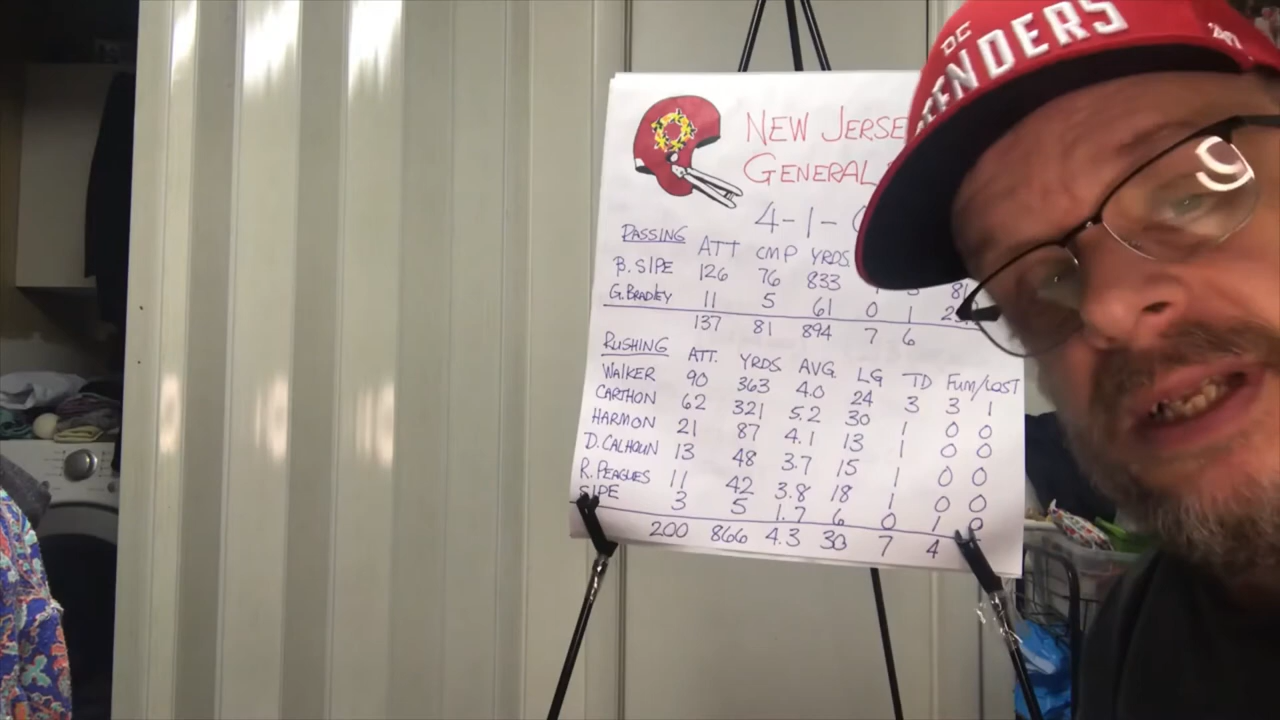 DC
ENDERS
NEW JERSE
GENERAL
4-1-
PASSING ATT CMP YRDS
B. SIPE 126 76 833
G. BRADLEY 11 5 61 0 1
137 81 894 7 6
RUSHING ATT. YRDS AVG. LG TD FUM/LOST
WALKER 90 363 4.0 24 3 3 1
CARTHON 62 321 5.2 30 1 0 0
HARMON 21 87 4.1 13 1 0 0
D. CALHOUN 13 48 3.7 15 1 0 0
R. PEAGLES 11 42 3.8 18 1 0 0
SIPE 3 5 1.7 6 0 1 0
200 866 4.3 30 7 4